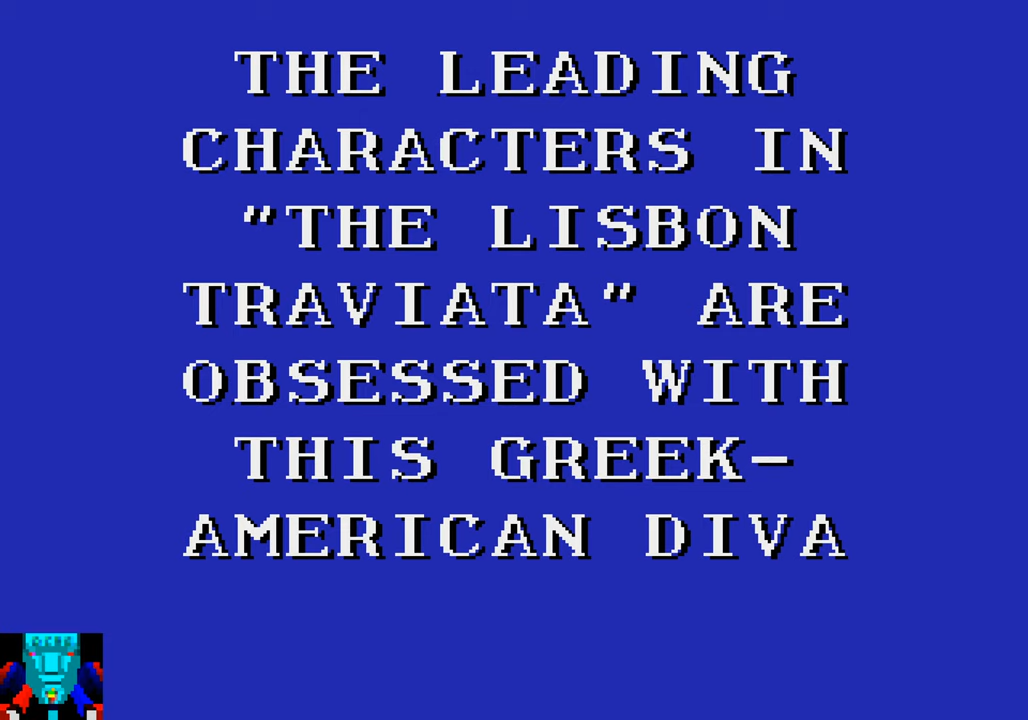 THE LEADING
CHARACTERS IN
"THE LISBON
TRAVIATA" ARE
OBSESSED WITH
THIS GREEK-
AMERICAN DIVA